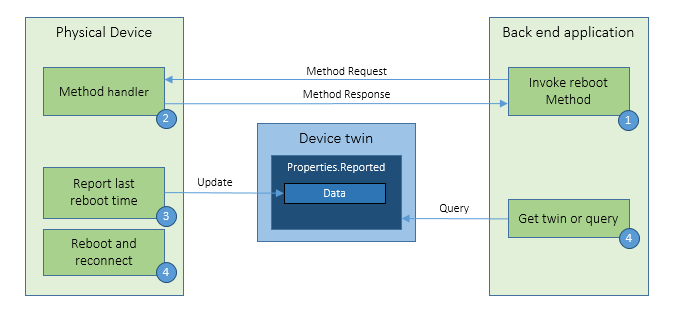 Physical Device
Method handler
2
Report last
reboot time
3
Reboot and
reconnect
4
Method Request
Method Response
Device twin
Properties.Reported
Data
Update
Query
Back end application
Invoke reboot
Method
1
Get twin or query
4